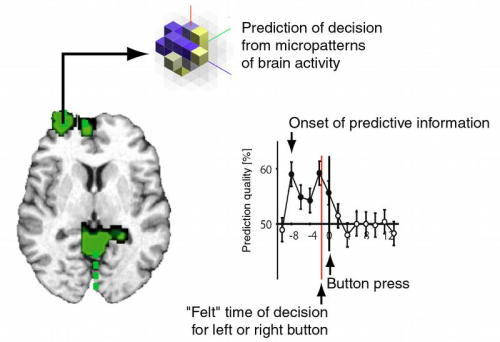 Prediction of decision
from micropatterns
of brain activity
Onset of predictive information
Prediction quality [%]
60
50
-8 -4 0 8 12
Button press
"Felt" time of decision
for left or right button